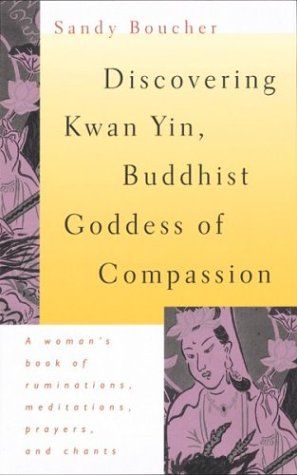 Sandy Boucher
Discovering
Kwan Yin,
Buddhist
Goddess of
Compassion
A woman's
book of
ruminations,
meditations,
prayers,
and chants